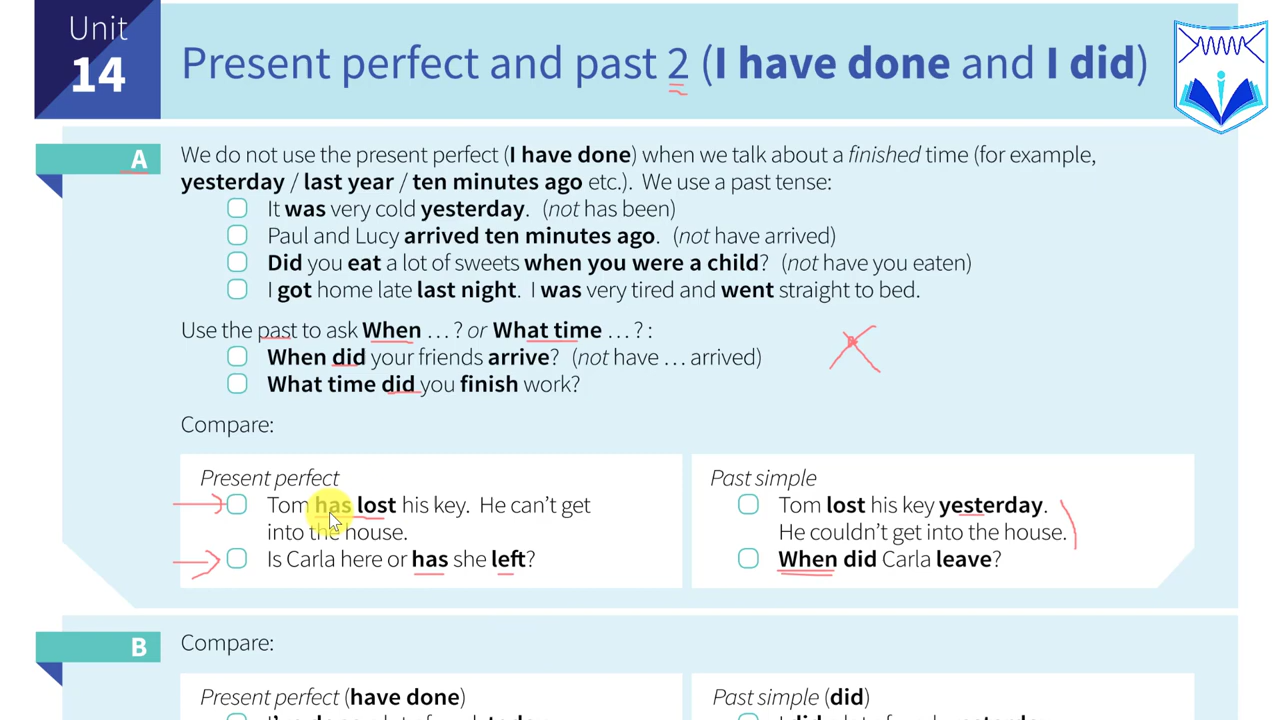 Unit
14
Present perfect and past 2 (I have done and I did)
A
We do not use the present perfect (I have done) when we talk about a finished time (for example,
yesterday / last year / ten minutes ago etc.). We use a past tense:
It was very cold yesterday. (not has been)
Paul and Lucy arrived ten minutes ago. (not have arrived)
Did you eat a lot of sweets when you were a child? (not have you eaten)
I got home late last night. I was very tired and went straight to bed.
Use the past to ask When …? or What time …? :
When did your friends arrive? (not have … arrived)
What time did you finish work?
Compare:
Present perfect
Tom has lost his key. He can’t get
into the house.
Is Carla here or has she left?
Past simple
Tom lost his key yesterday.
He couldn’t get into the house.
When did Carla leave?
B
Compare:
Present perfect (have done)
Past simple (did)